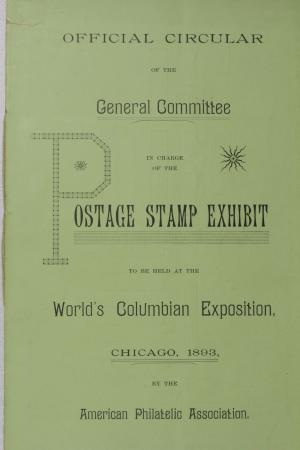 OFFICIAL CIRCULAR
OF THE
General Committee
IN CHARGE
OF THE
POSTAGE STAMP EXHIBIT
TO BE HELD AT THE
World's Columbian Exposition,
CHICAGO, 1893,
BY THE
American Philatelic Association.